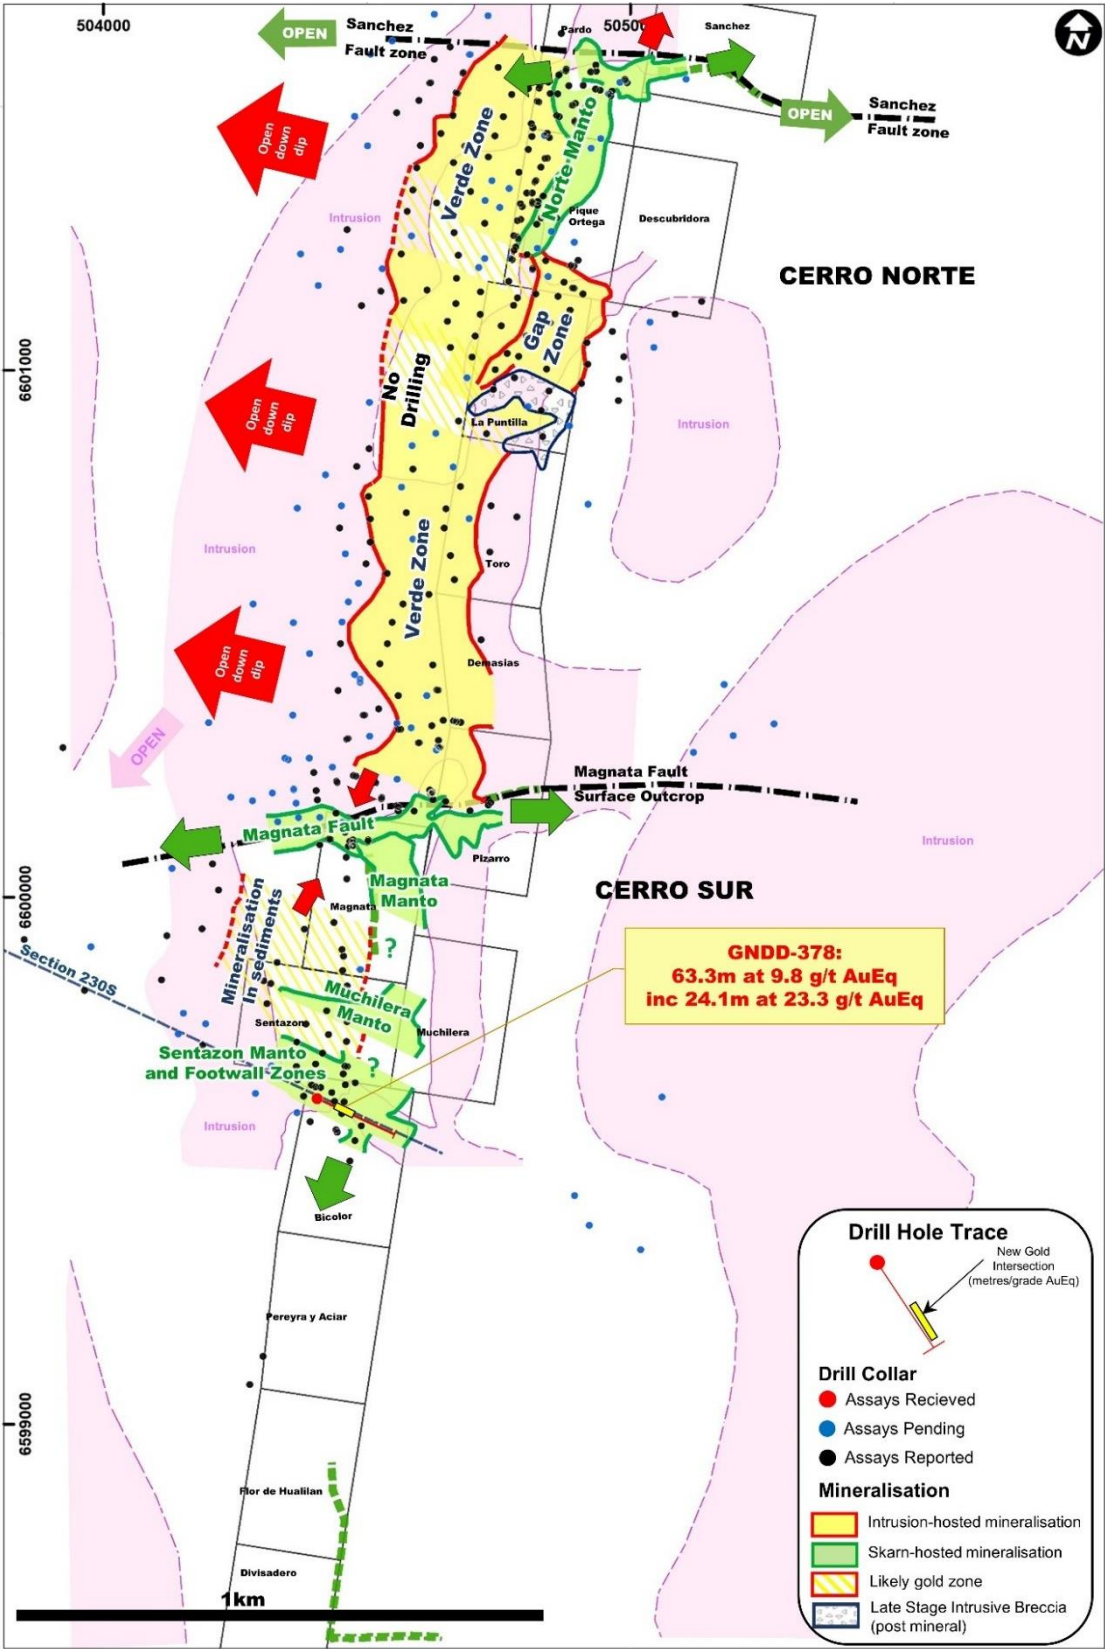 504000
505000
Sanchez
Fault zone
OPEN
Pardo
Sanchez
N
OPEN
Sanchez
Fault zone
Open
down
dip
Verde Zone
Norte Manto
Intrusion
Pique
Ortega
Descubridora
CERRO NORTE
Gap
Zone
6601000
No
Drilling
Open
down
dip
La Puntilla
Intrusion
Intrusion
Verde Zone
Toro
Open
down
dip
Demasias
OPEN
Magnata Fault
Surface Outcrop
Magnata Fault
Pizarro
Intrusion
Magnata
Manto
CERRO SUR
6600000
Magnata
Mineralisation
In sediments
?
Section 230S
GNDD-378:
63.3m at 9.8 g/t AuEq
inc 24.1m at 23.3 g/t AuEq
Muchilera
Manto
Sentazon
Muchilera
Sentazon Manto
and Footwall Zones
?
Intrusion
Bicolor
Pereyra y Aciar
6599000
Flor de Hualilan
Divisadero
1km
Drill Hole Trace
New Gold
Intersection
(metres/grade AuEq)
Drill Collar
Assays Recieved
Assays Pending
Assays Reported
Mineralisation
Intrusion-hosted mineralisation
Skarn-hosted mineralisation
Likely gold zone
Late Stage Intrusive Breccia
(post mineral)